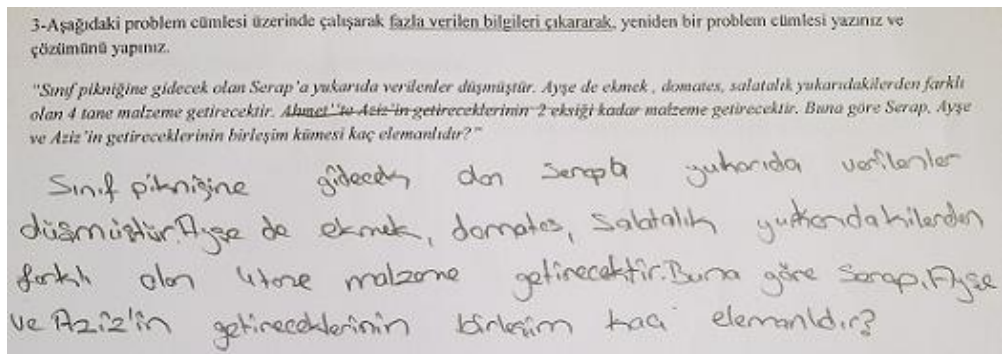 3-Aşağıdaki problem cümlesi üzerinde çalışarak fazla verilen bilgileri çıkararak, yeniden bir problem cümlesi yazınız ve
çözümünü yapınız.
"Sınıf pikniğine gidecek olan Serap'a yukarıda verilenler düşmüştür. Ayşe de ekmek , domates, salatalık yukarıdakilerden farklı
olan 4 tane malzeme getirecektir. Ahmet''te Aziz'in getireceklerinin 2 eksiği kadar malzeme getirecektir. Buna göre Serap, Ayşe
ve Aziz'in getireceklerinin birleşim kümesi kaç elemanlıdır?"
Sınıf pikniğine gidecek olan Serap'a yukarıda verilenler
düşmüştür. Ayşe de ekmek, domates, Salatalık yukarıdakilerden
farklı olan 4 tane malzeme getirecektir. Buna göre Serap, Ayşe
ve Aziz'in getireceklerinin birleşim kaç elemanlıdır?